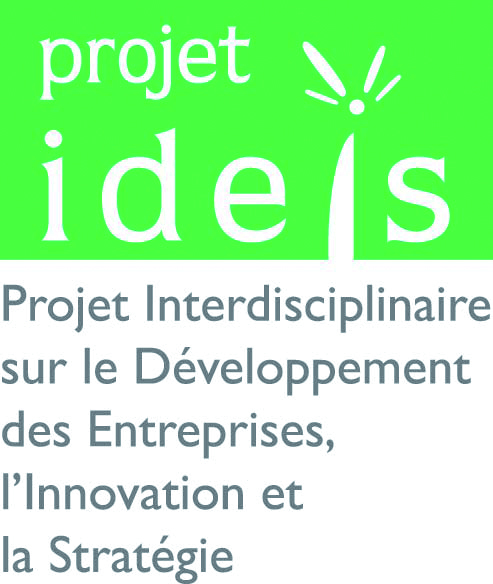 projet
ideis
Projet Interdisciplinaire
sur le Développement
des Entreprises,
l’Innovation et
la Stratégie